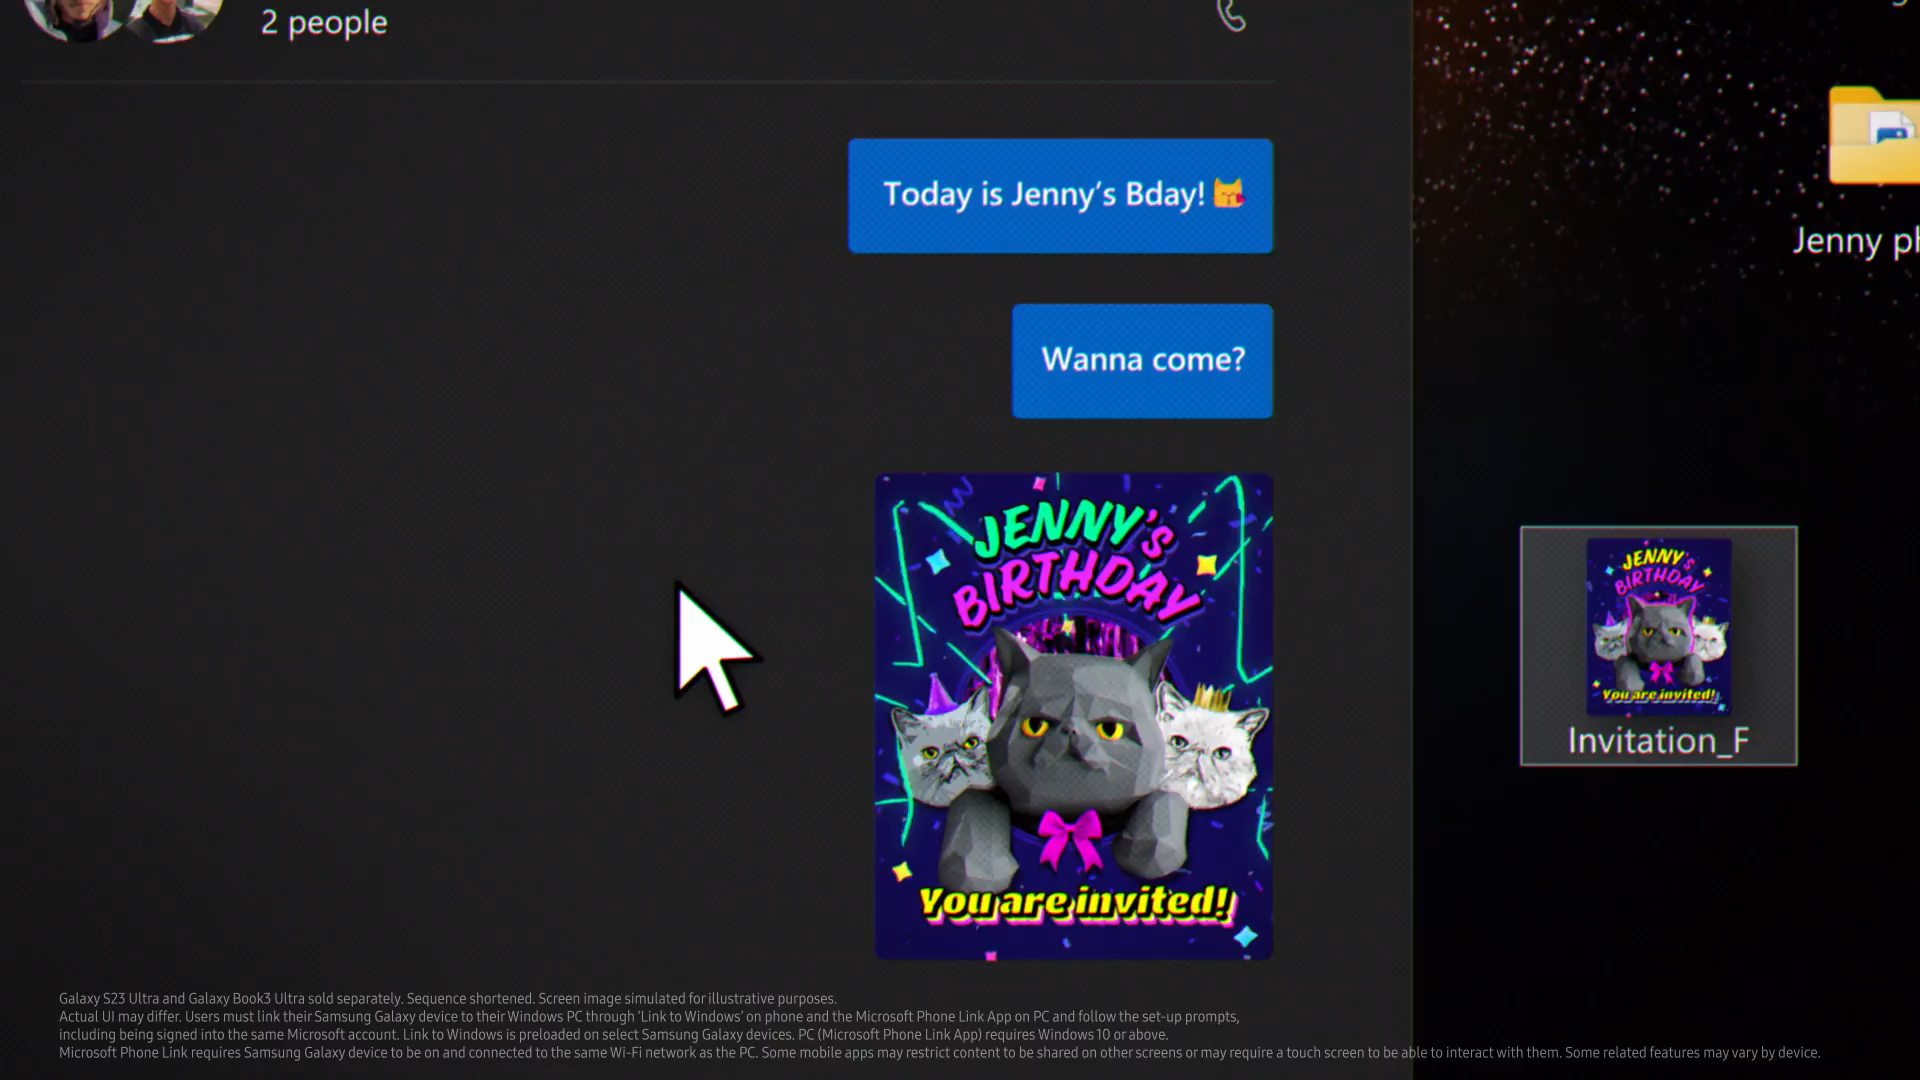 2 people
Today is Jenny's Bday!
Wanna come?
JENNY'S
BIRTHDAY
You are invited!
Jenny
JENNY'S
BIRTHDAY
You are invited!
Invitation_F
Galaxy S23 Ultra and Galaxy Book3 Ultra sold separately. Sequence shortened. Screen image simulated for illustrative purposes.
Actual UI may differ. Users must link their Samsung Galaxy device to their Windows PC through 'Link to Windows' on phone and the Microsoft Phone Link App on PC and follow the set-up prompts,
including being signed into the same Microsoft account. Link to Windows is preloaded on select Samsung Galaxy devices. PC (Microsoft Phone Link App) requires Windows 10 or above.
Microsoft Phone Link requires Samsung Galaxy device to be on and connected to the same Wi-Fi network as the PC. Some mobile apps may restrict content to be shared on other screens or may require a touch screen to be able to interact with them. Some related features may vary by device.